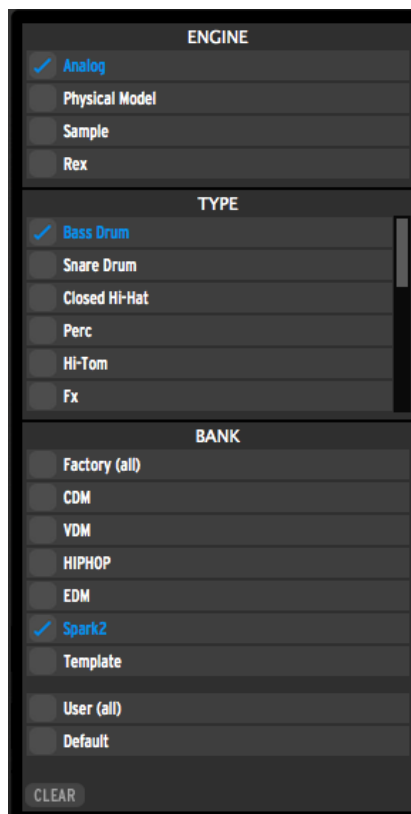 ENGINE
Analog
Physical Model
Sample
Rex
TYPE
Bass Drum
Snare Drum
Closed Hi-Hat
Perc
Hi-Tom
Fx
BANK
Factory (all)
CDM
VDM
HIPHOP
EDM
Spark2
Template
User (all)
Default
CLEAR